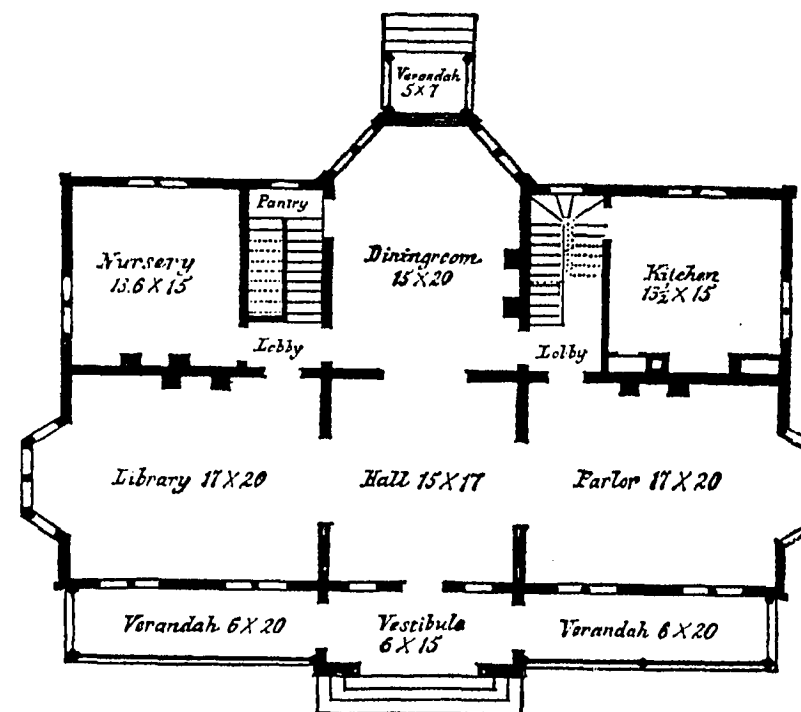 Verandah
5 X 7
Pantry
Nursery
13.6 X 15
Diningroom
15 X 20
Kitchen
13½ X 15
Lobby
Lobby
Library 17 X 20
Hall 15 X 17
Parlor 17 X 20
Verandah 6 X 20
Vestibule
6 X 15
Verandah 6 X 20